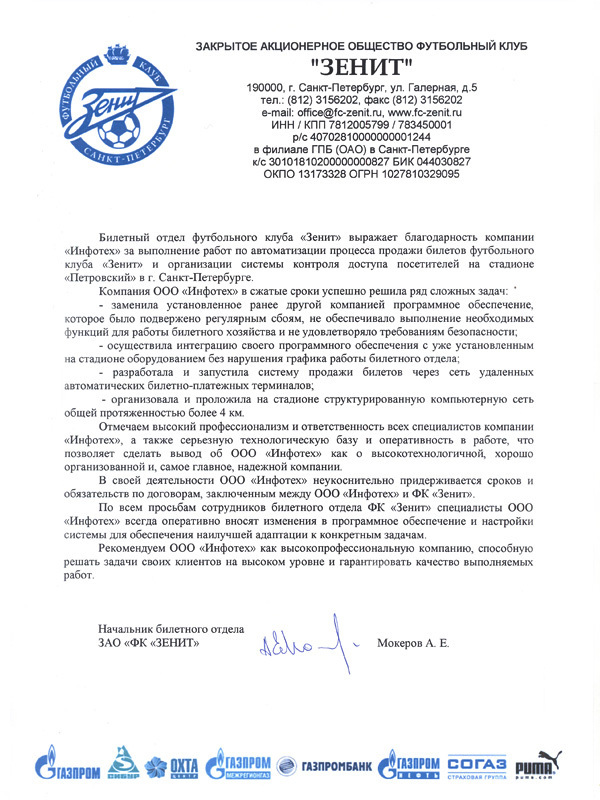 ЗАКРЫТОЕ АКЦИОНЕРНОЕ ОБЩЕСТВО ФУТБОЛЬНЫЙ КЛУБ
"ЗЕНИТ"
190000, г. Санкт-Петербург, ул. Галерная, д.5
тел.: (812) 3156202, факс (812) 3156202
e-mail: office@fc-zenit.ru, www.fc-zenit.ru
ИНН / КПП 7812005799 / 783450001
р/с 40702810000000001244
в филиале ГПБ (ОАО) в Санкт-Петербурге
к/с 30101810200000000827 БИК 044030827
ОКПО 13173328 ОГРН 1027810329095
ФУТБОЛЬНЫЙ КЛУБ
Зенит
САНКТ-ПЕТЕРБУРГ
Билетный отдел футбольного клуба «Зенит» выражает благодарность компании
«Инфотех» за выполнение работ по автоматизации процесса продажи билетов футбольного
клуба «Зенит» и организации системы контроля доступа посетителей на стадионе
«Петровский» в г. Санкт-Петербурге.
Компания ООО «Инфотех» в сжатые сроки успешно решила ряд сложных задач:
- заменила установленное ранее другой компанией программное обеспечение,
которое было подвержено регулярным сбоям, не обеспечивало выполнение необходимых
функций для работы билетного хозяйства и не удовлетворяло требованиям безопасности;
- осуществила интеграцию своего программного обеспечения с уже установленным
на стадионе оборудованием без нарушения графика работы билетного отдела;
- разработала и запустила систему продажи билетов через сеть удаленных
автоматических билетно-платежных терминалов;
- организовала и проложила на стадионе структурированную компьютерную сеть
общей протяженностью более 4 км.
Отмечаем высокий профессионализм и ответственность всех специалистов компании
«Инфотех», а также серьезную технологическую базу и оперативность в работе, что
позволяет сделать вывод об ООО «Инфотех» как о высокотехнологичной, хорошо
организованной и, самое главное, надежной компании.
В своей деятельности ООО «Инфотех» неукоснительно придерживается сроков и
обязательств по договорам, заключенным между ООО «Инфотех» и ФК «Зенит».
По всем просьбам сотрудников билетного отдела ФК «Зенит» специалисты ООО
«Инфотех» всегда оперативно вносят изменения в программное обеспечение и настройки
системы для обеспечения наилучшей адаптации к конкретным задачам.
Рекомендуем ООО «Инфотех» как высокопрофессиональную компанию, способную
решать задачи своих клиентов на высоком уровне и гарантировать качество выполняемых
работ.
Начальник билетного отдела
ЗАО «ФК «ЗЕНИТ» Мокеров А. Е.
ГАЗПРОМ СИБУР ОХТА ЦЕНТР ГАЗПРОМ МЕЖРЕГИОНГАЗ ГАЗПРОМБАНК ГАЗПРОМ НЕФТЬ СОГАЗ СТРАХОВАЯ ГРУППА PUMA puma.com